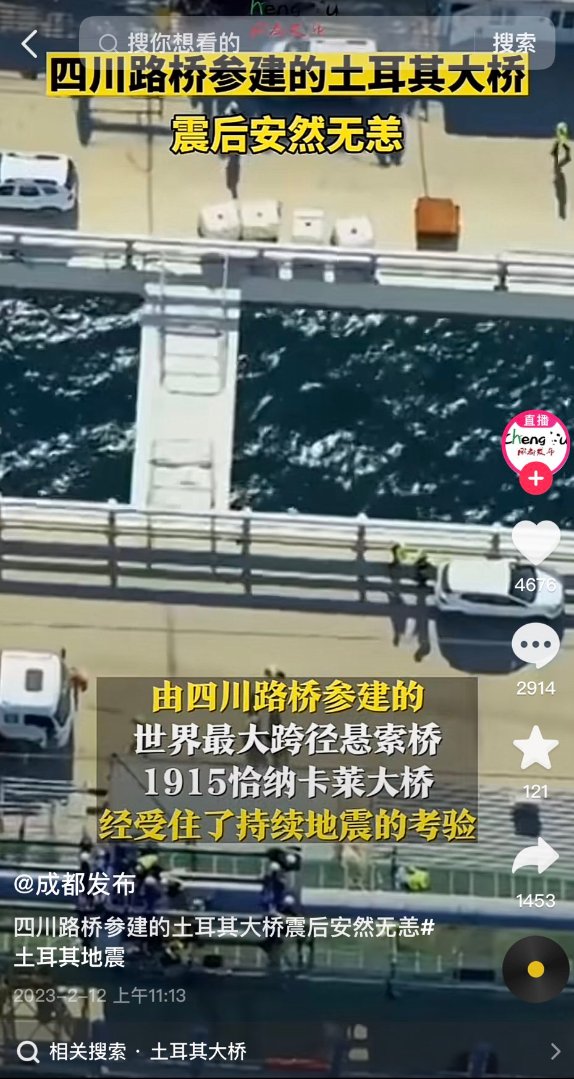 搜你想看的
搜索
四川路桥参建的土耳其大桥
震后安然无恙
直播
4676
2914
121
由四川路桥参建的
世界最大跨径悬索桥
1915恰纳卡莱大桥
经受住了持续地震的考验
1453
@成都发布
四川路桥参建的土耳其大桥震后安然无恙#
土耳其地震
2023-2-12 上午11:13
相关搜索 · 土耳其大桥